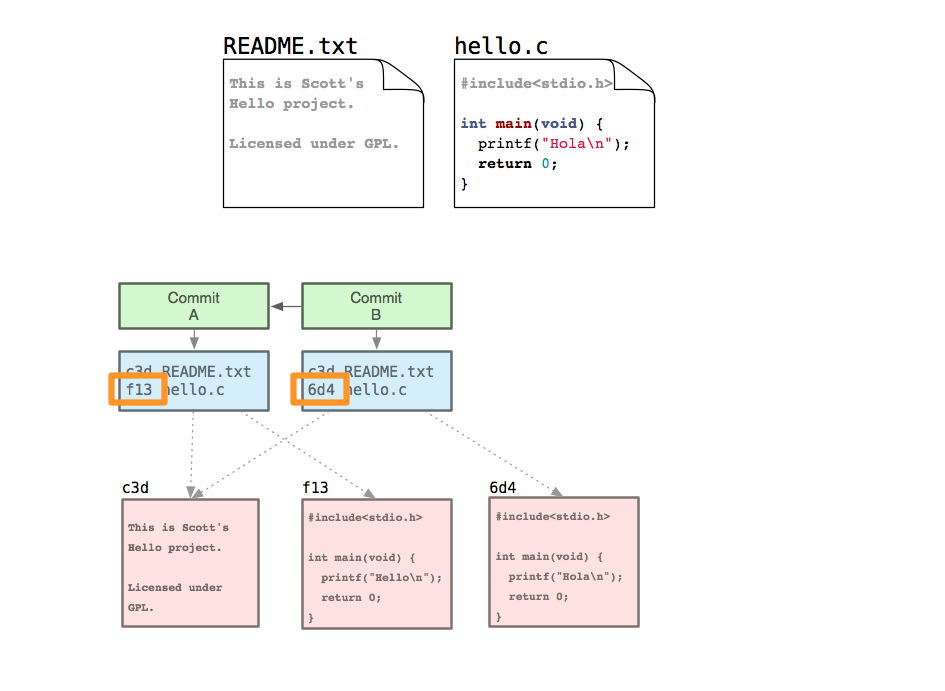 README.txt
This is Scott's
Hello project.
Licensed under GPL.
hello.c
#include<stdio.h>
int main(void) {
printf("Hola\n");
return 0;
}
Commit
A
c3d README.txt
f13 hello.c
Commit
B
c3d README.txt
6d4 hello.c
c3d
This is Scott's
Hello project.
Licensed under
GPL.
f13
#include<stdio.h>
int main(void) {
printf("Hello\n");
return 0;
}
6d4
#include<stdio.h>
int main(void) {
printf("Hola\n");
return 0;
}